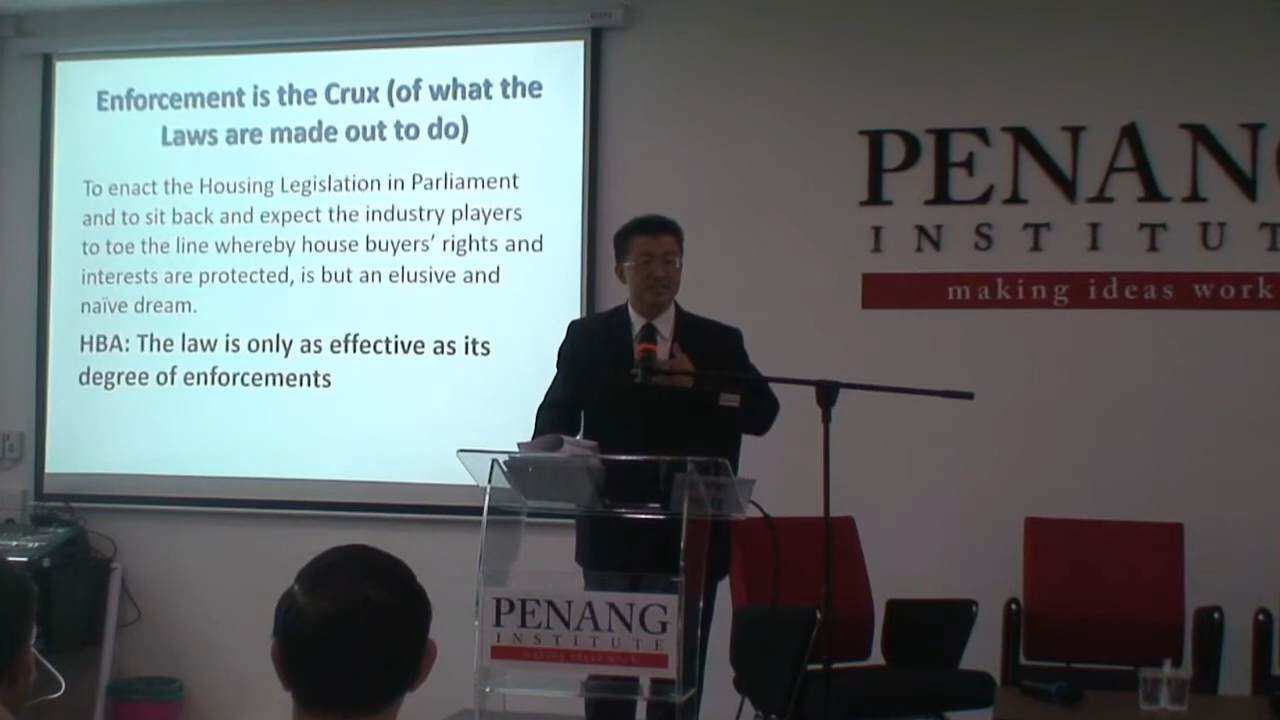 Enforcement is the Crux (of what the
Laws are made out to do)
To enact the Housing Legislation in Parliament
and to sit back and expect the industry players
to toe the line whereby house buyers' rights and
interests are protected, is but an elusive and
naïve dream.
HBA: The law is only as effective as its
degree of enforcements
PENANG
INSTITUT
making ideas work
PENANG
INSTITUTE
making ideas work